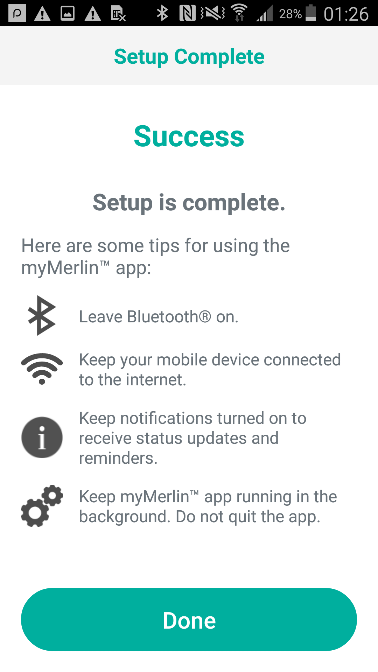 28% 01:26
Setup Complete
Success
Setup is complete.
Here are some tips for using the
myMerlin™ app:
Leave Bluetooth® on.
Keep your mobile device connected
to the internet.
Keep notifications turned on to
receive status updates and
reminders.
Keep myMerlin™ app running in the
background. Do not quit the app.
Done